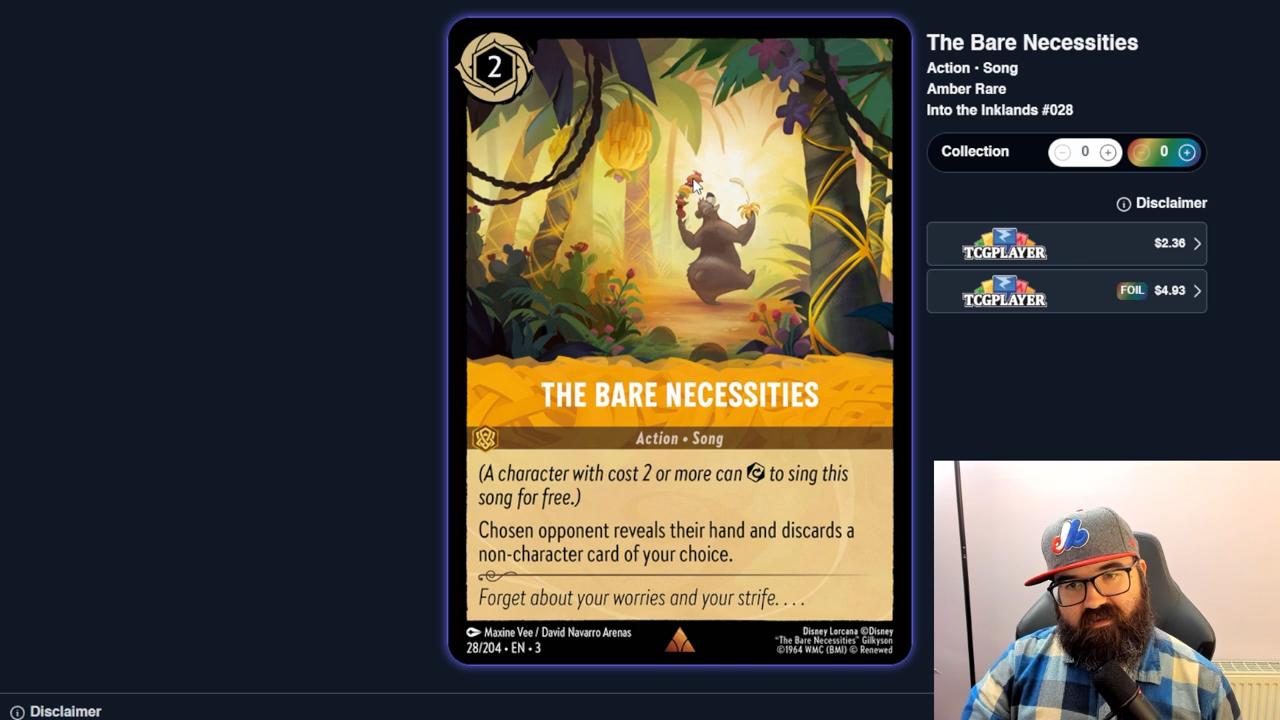 2
THE BARE NECESSITIES
Action • Song
(A character with cost 2 or more can to sing this
song for free.)
Chosen opponent reveals their hand and discards a
non-character card of your choice.
Forget about your worries and your strife. . . .
Maxine Vee / David Navarro Arenas
28/204 • EN • 3
Disney Lorcana ©Disney
"The Bare Necessities" Gilkyson
©1964 WMC (BMI) © Renewed
The Bare Necessities
Action • Song
Amber Rare
Into the Inklands #028
Collection 0 0
Disclaimer
TCGPLAYER $2.36
TCGPLAYER FOIL $4.93
Disclaimer